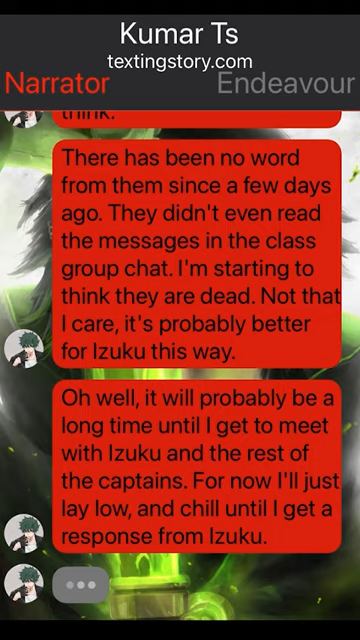 Kumar Ts
textingstory.com
Narrator Endeavour
think.
There has been no word
from them since a few days
ago. They didn't even read
the messages in the class
group chat. I'm starting to
think they are dead. Not that
I care, it's probably better
for Izuku this way.
Oh well, it will probably be a
long time until I get to meet
with Izuku and the rest of
the captains. For now I'll just
lay low, and chill until I get a
response from Izuku.